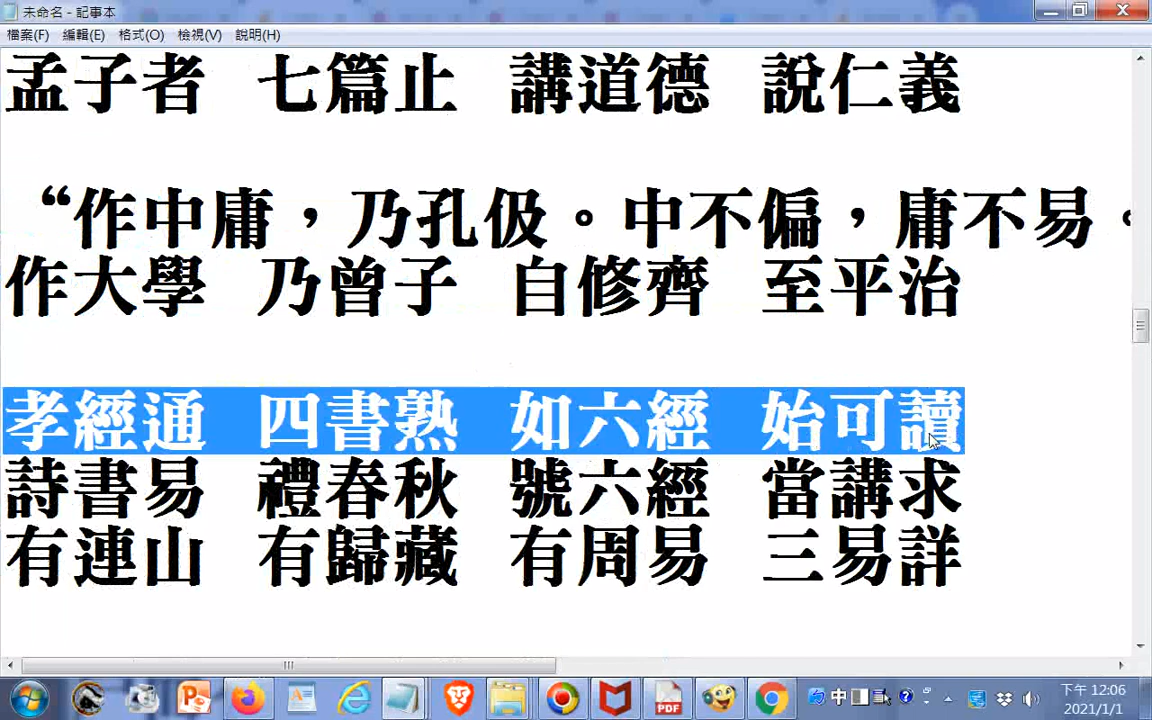 未命名 - 記事本
檔案(F) 編輯(E) 格式(O) 檢視(V) 說明(H)
孟子者 七篇止 講道德 說仁義
“作中庸，乃孔伋。中不偏，庸不易。
作大學 乃曾子 自修齊 至平治
孝經通 四書熟 如六經 始可讀
詩書易 禮春秋 號六經 當講求
有連山 有歸藏 有周易 三易詳
中
下午 12:06
2021/1/1
PDF